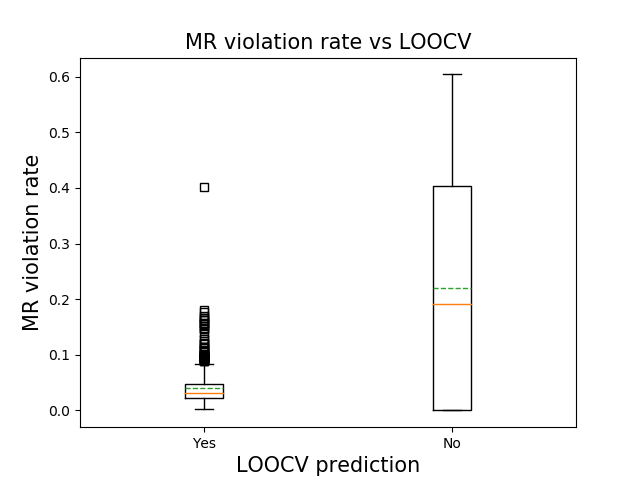 MR violation rate vs LOOCV
MR violation rate
0.6
0.5
0.4
0.3
0.2
0.1
0.0
Yes
No
LOOCV prediction